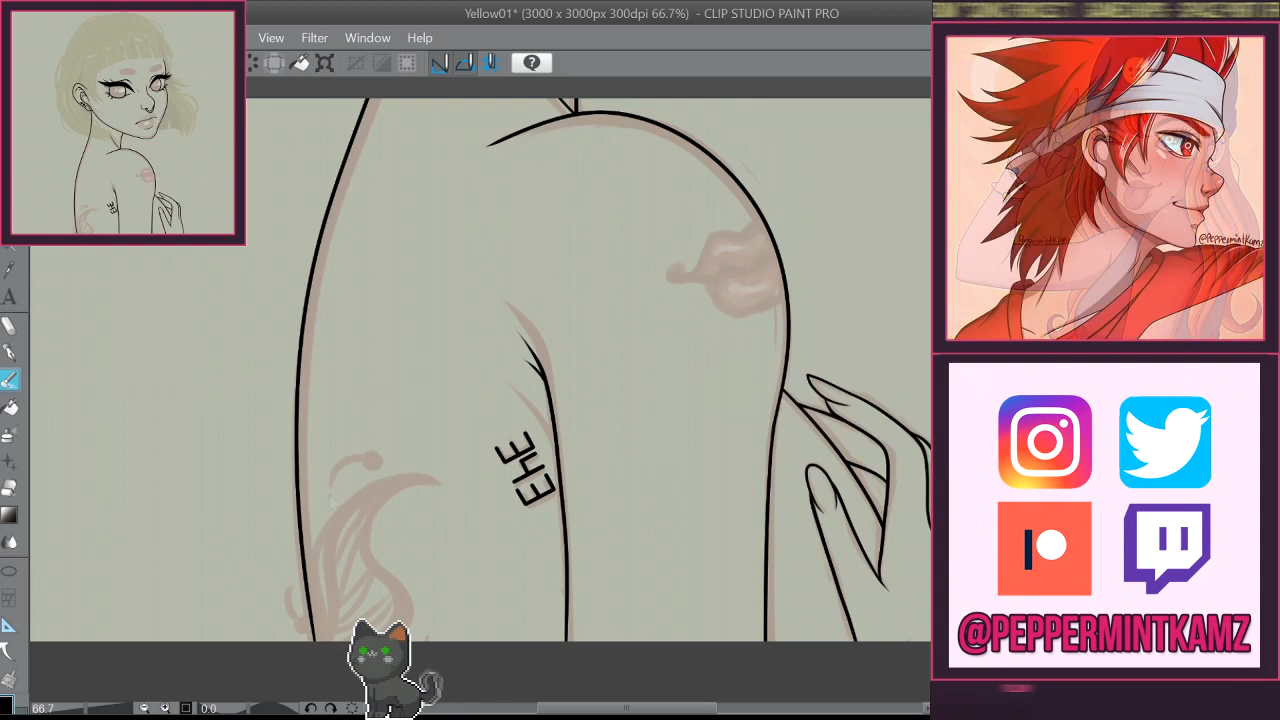 Yellow01* (3000 x 3000px 300dpi 66.7%) - CLIP STUDIO PAINT PRO
View Filter Window Help
@PeppermintKamz
EhE
A
@PEPPERMINTKAMZ
66.7
0.0